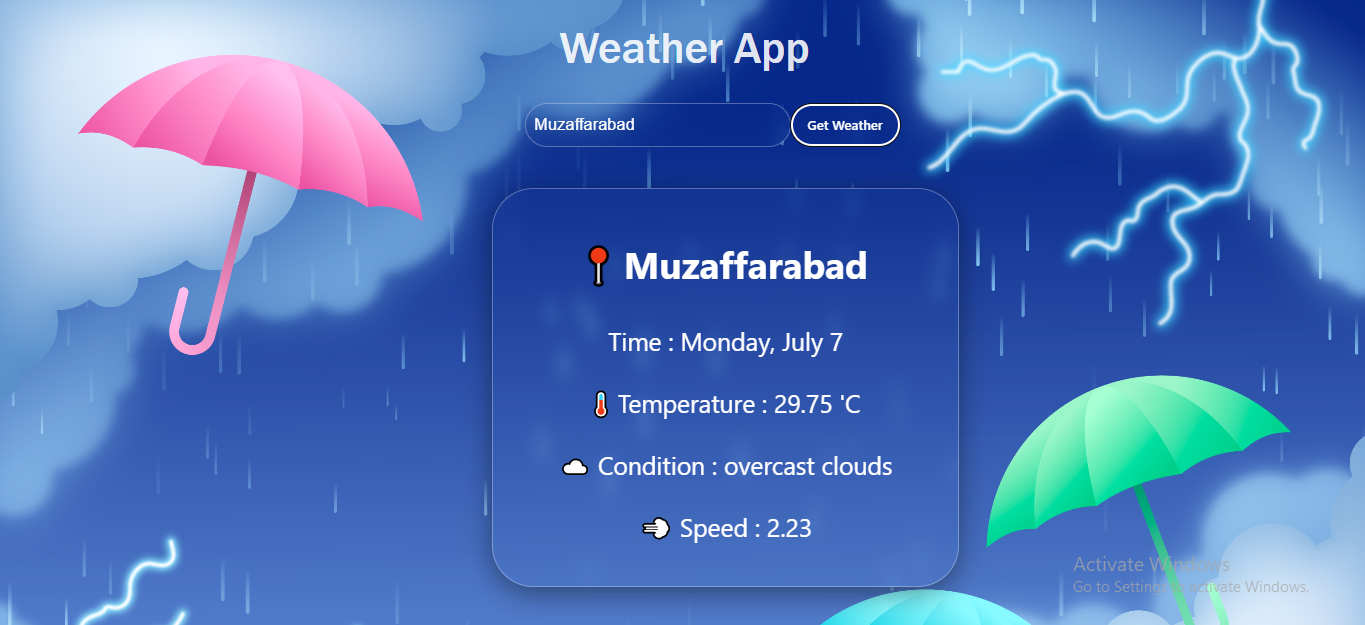 Weather App
Muzaffarabad
Get Weather
📍 Muzaffarabad
Time : Monday, July 7
🌡️ Temperature : 29.75 'C
☁️ Condition : overcast clouds
💨 Speed : 2.23
Activate Windows
Go to Settings to activate Windows.